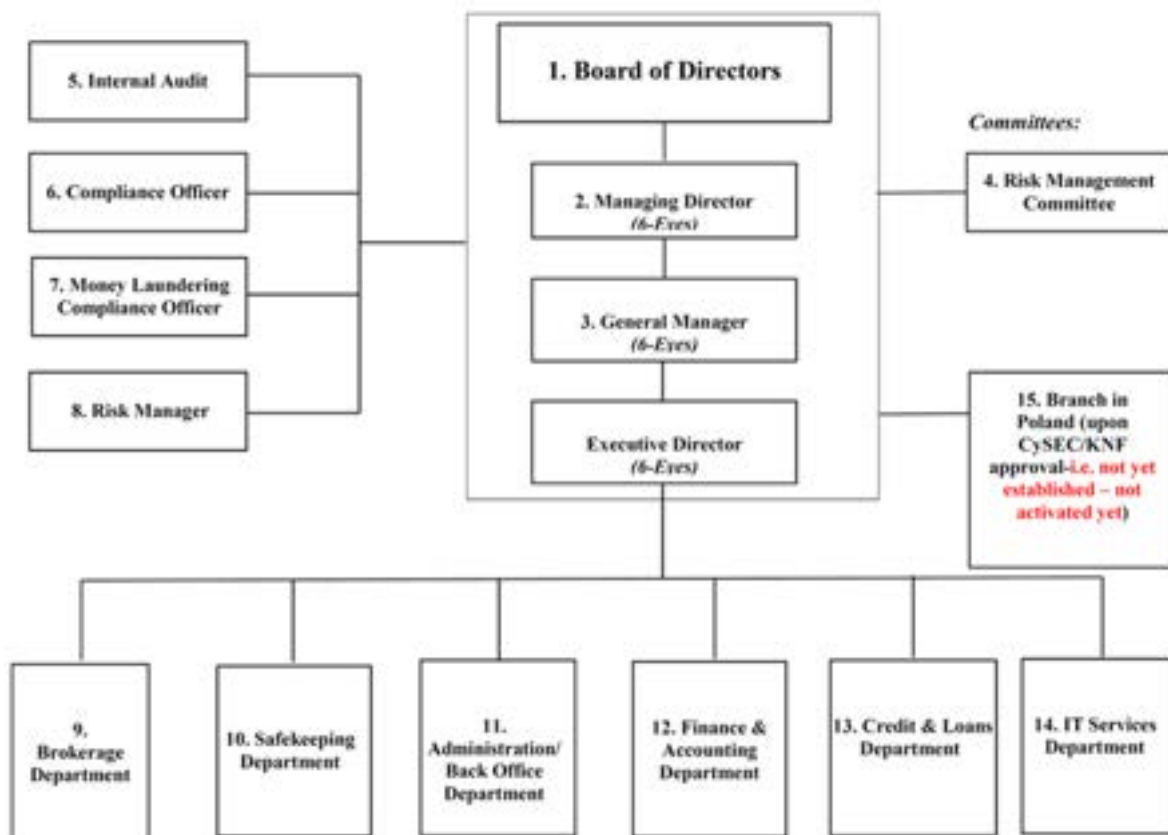 1. Board of Directors
5. Internal Audit
Committees:
6. Compliance Officer
2. Managing Director
(6-Eyes)
4. Risk Management
Committee
7. Money Laundering
Compliance Officer
3. General Manager
(6-Eyes)
8. Risk Manager
Executive Director
(6-Eyes)
15. Branch in
Poland (upon
CySEC/KNF
approval-i.e. not yet
established – not
activated yet)
9.
Brokerage
Department
10. Safekeeping
Department
11.
Administration/
Back Office
Department
12. Finance &
Accounting
Department
13. Credit & Loans
Department
14. IT Services
Department